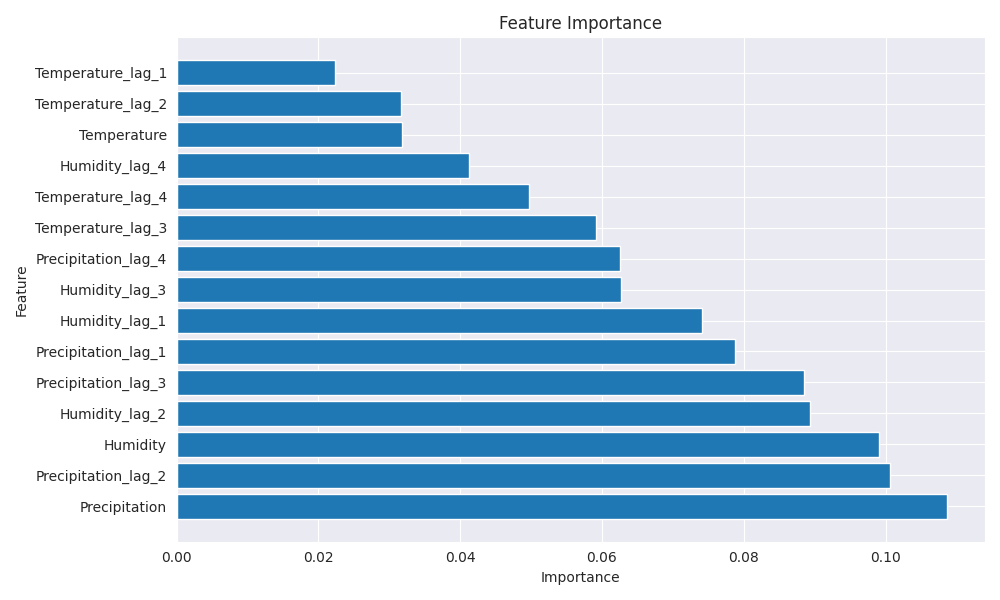 Feature Importance
Temperature_lag_1
Temperature_lag_2
Temperature
Humidity_lag_4
Temperature_lag_4
Temperature_lag_3
Precipitation_lag_4
Humidity_lag_3
Humidity_lag_1
Precipitation_lag_1
Precipitation_lag_3
Humidity_lag_2
Humidity
Precipitation_lag_2
Precipitation
Feature
0.00 0.02 0.04 0.06 0.08 0.10
Importance